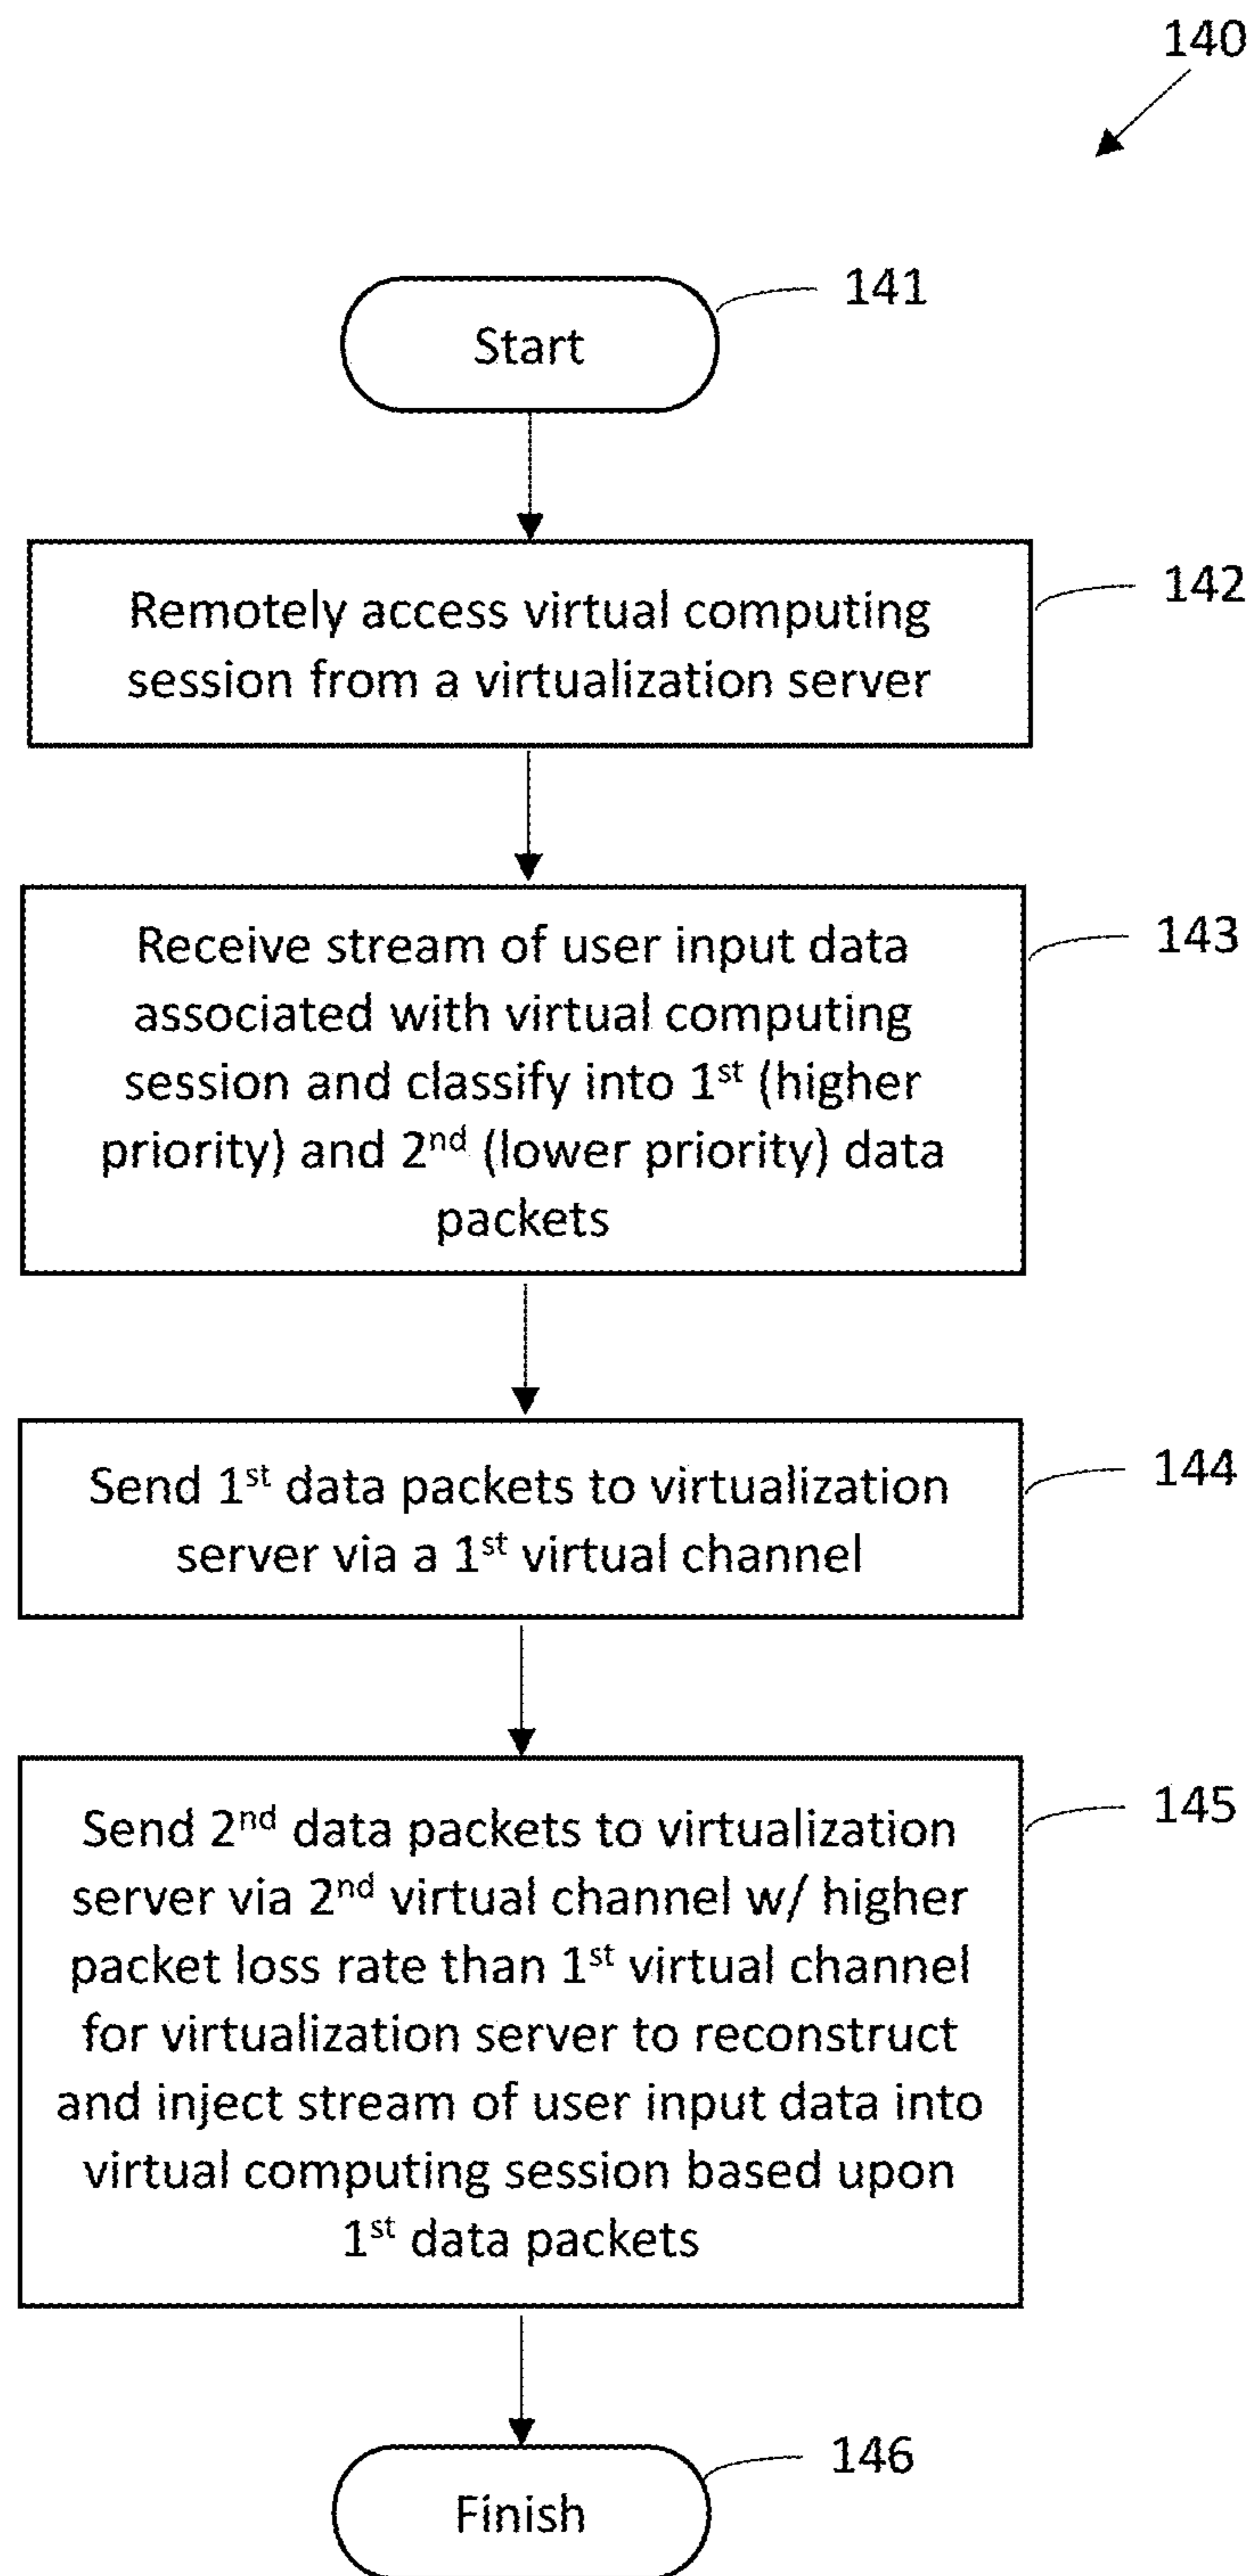 140
Start
141
Remotely access virtual computing
session from a virtualization server
142
Receive stream of user input data
associated with virtual computing
session and classify into 1st (higher
priority) and 2nd (lower priority) data
packets
143
Send 1st data packets to virtualization
server via a 1st virtual channel
144
Send 2nd data packets to virtualization
server via 2nd virtual channel w/ higher
packet loss rate than 1st virtual channel
for virtualization server to reconstruct
and inject stream of user input data into
virtual computing session based upon
1st data packets
145
Finish
146